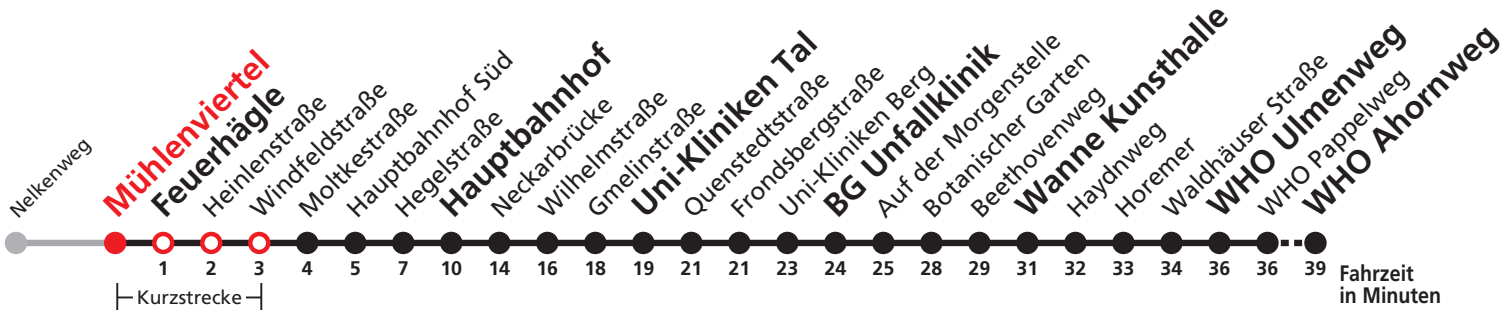 Nelkenweg
Mühlenviertel
Feuerhägle
Heinlenstraße
Windfeldstraße
Moltkestraße
Hauptbahnhof Süd
Hegelstraße
Hauptbahnhof
Neckarbrücke
Wilhelmstraße
Gmelinstraße
Uni-Kliniken Tal
Quenstedtstraße
Frondsbergstraße
Uni-Kliniken Berg
BG Unfallklinik
Auf der Morgenstelle
Botanischer Garten
Beethovenweg
Wanne Kunsthalle
Haydnweg
Horemer
Waldhäuser Straße
WHO Ulmenweg
WHO Pappelweg
WHO Ahornweg
1 2 3 4 5 7 10 14 16 18 19 21 21 23 24 25 28 29 31 32 33 34 36 36 39
Fahrzeit
in Minuten
Kurzstrecke